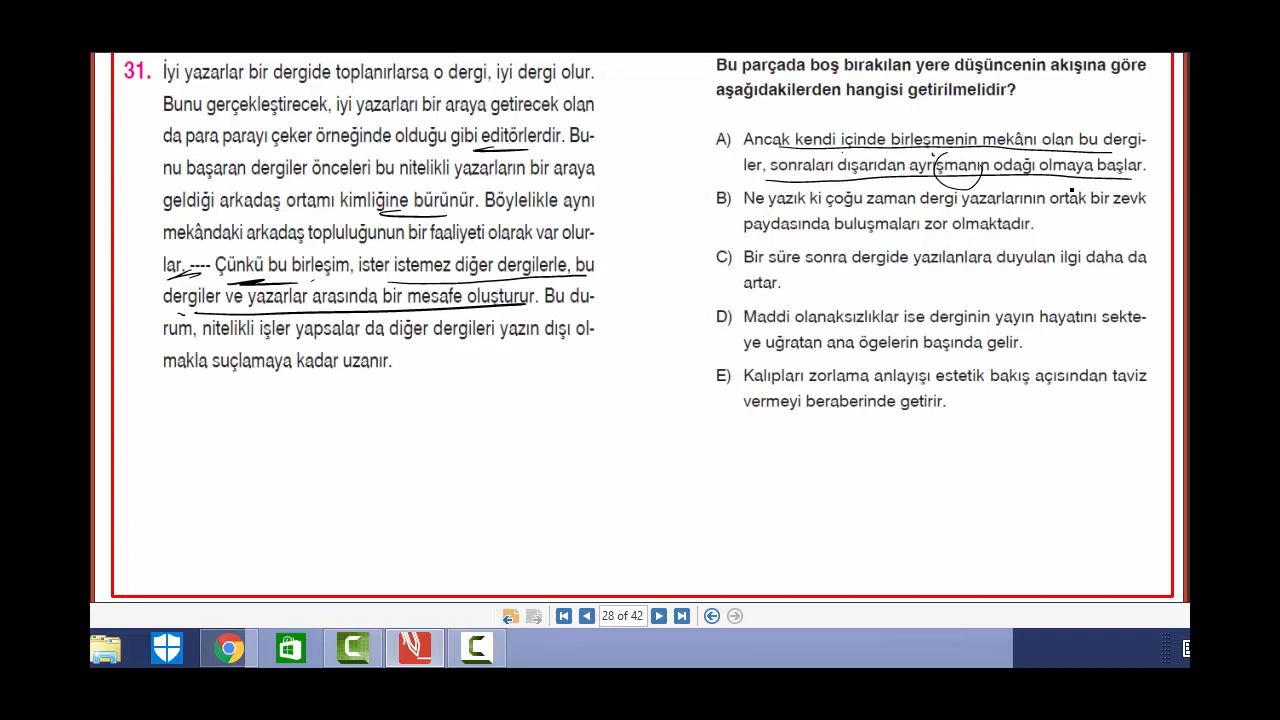 31. İyi yazarlar bir dergide toplanırlarsa o dergi, iyi dergi olur.
Bunu gerçekleştirecek, iyi yazarları bir araya getirecek olan
da para parayı çeker örneğinde olduğu gibi editörlerdir. Bu-
nu başaran dergiler önceleri bu nitelikli yazarların bir araya
geldiği arkadaş ortamı kimliğine bürünür. Böylelikle aynı
mekândaki arkadaş topluluğunun bir faaliyeti olarak var olur-
lar. ---- Çünkü bu birleşim, ister istemez diğer dergilerle, bu
dergiler ve yazarlar arasında bir mesafe oluşturur. Bu du-
rum, nitelikli işler yapsalar da diğer dergileri yazın dışı ol-
makla suçlamaya kadar uzanır.
Bu parçada boş bırakılan yere düşüncenin akışına göre
aşağıdakilerden hangisi getirilmelidir?
A) Ancak kendi içinde birleşmenin mekânı olan bu dergi-
ler, sonraları dışarıdan ayrışmanın odağı olmaya başlar.
B) Ne yazık ki çoğu zaman dergi yazarlarının ortak bir zevk
paydasında buluşmaları zor olmaktadır.
C) Bir süre sonra dergide yazılanlara duyulan ilgi daha da
artar.
D) Maddi olanaksızlıklar ise derginin yayın hayatını sekte-
ye uğratan ana ögelerin başında gelir.
E) Kalıpları zorlama anlayışı estetik bakış açısından taviz
vermeyi beraberinde getirir.
28 of 42